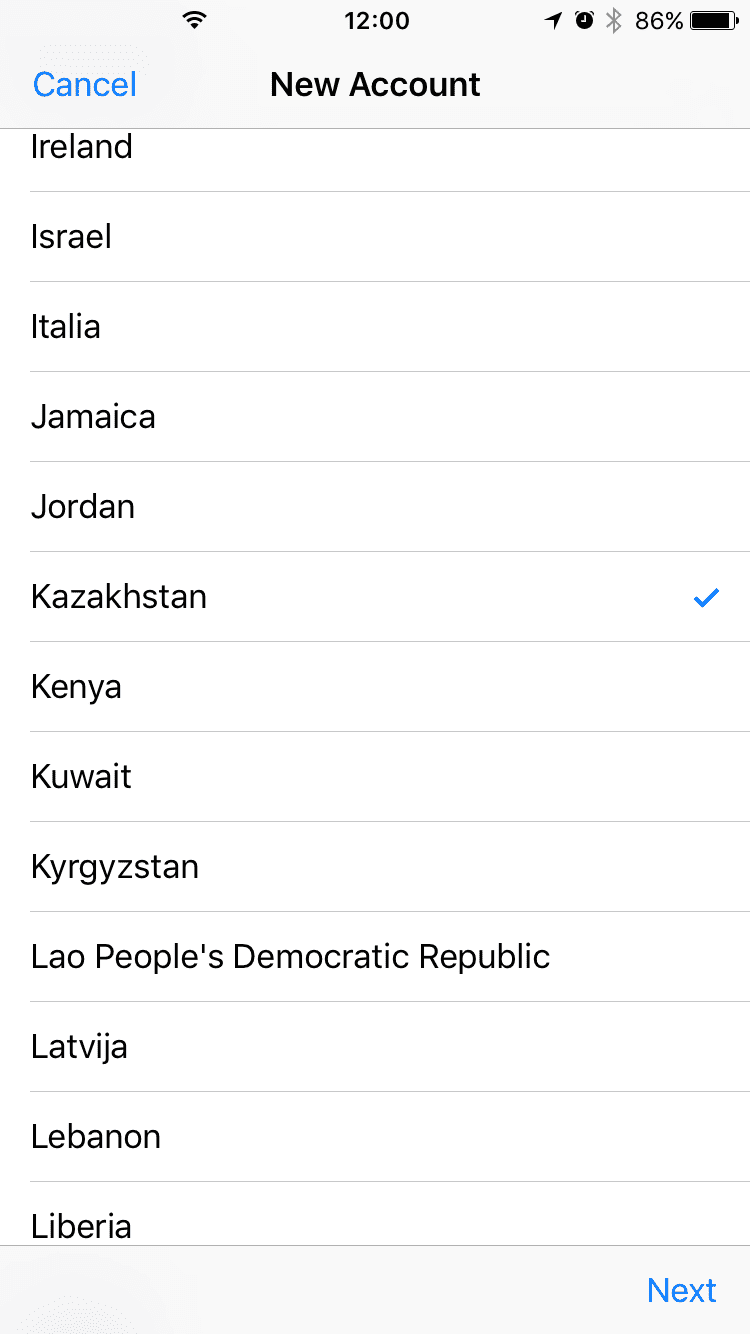 12:00 86%
Cancel New Account
Ireland
Israel
Italia
Jamaica
Jordan
Kazakhstan
Kenya
Kuwait
Kyrgyzstan
Lao People's Democratic Republic
Latvija
Lebanon
Liberia
Next